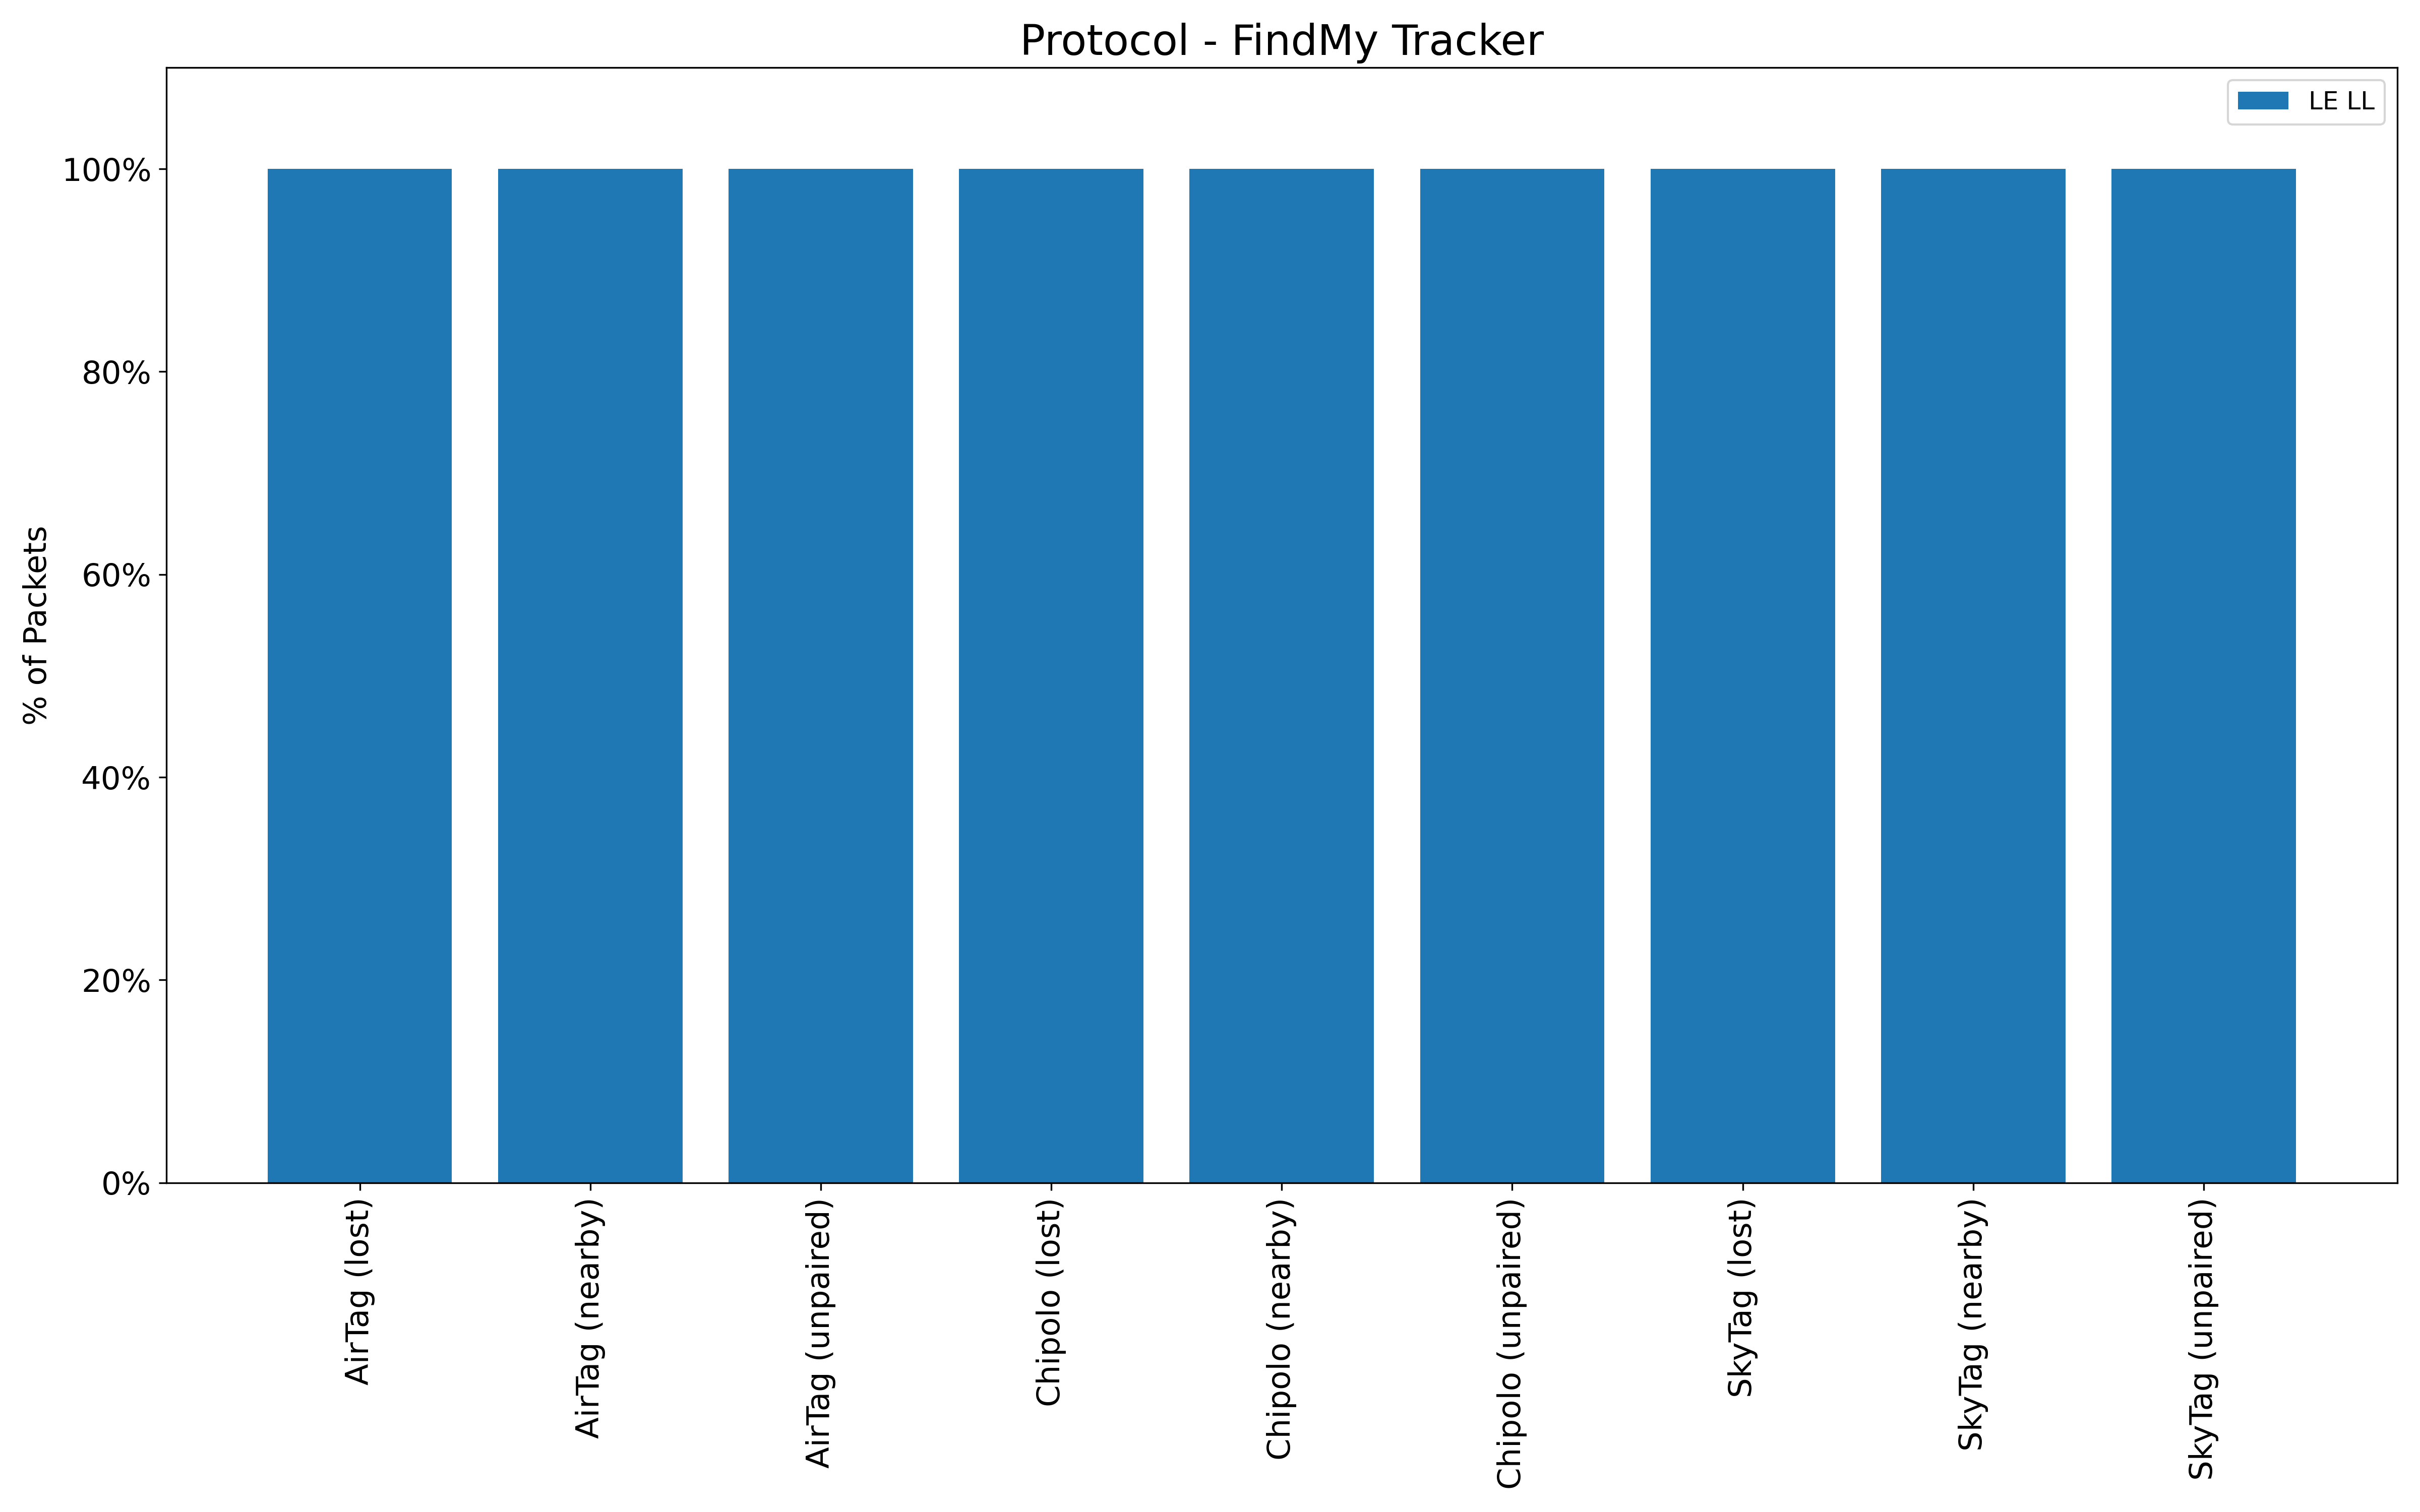 Protocol - FindMy Tracker
LE LL
% of Packets
100%
80%
60%
40%
20%
0%
AirTag (lost)
AirTag (nearby)
AirTag (unpaired)
Chipolo (lost)
Chipolo (nearby)
Chipolo (unpaired)
SkyTag (lost)
SkyTag (nearby)
SkyTag (unpaired)